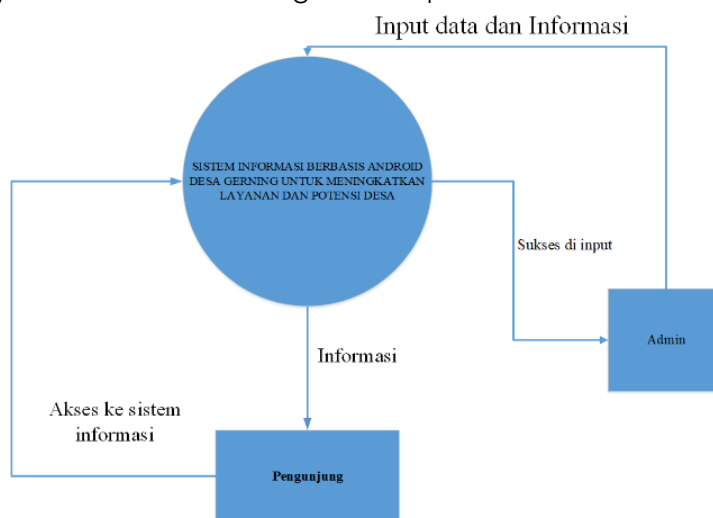 Input data dan Informasi
SISTEM INFORMASI BERBASIS ANDROID
DESA GERNING UNTUK MENINGKATKAN
LAYANAN DAN POTENSI DESA
Sukses di input
Admin
Informasi
Akses ke sistem
informasi
Pengunjung